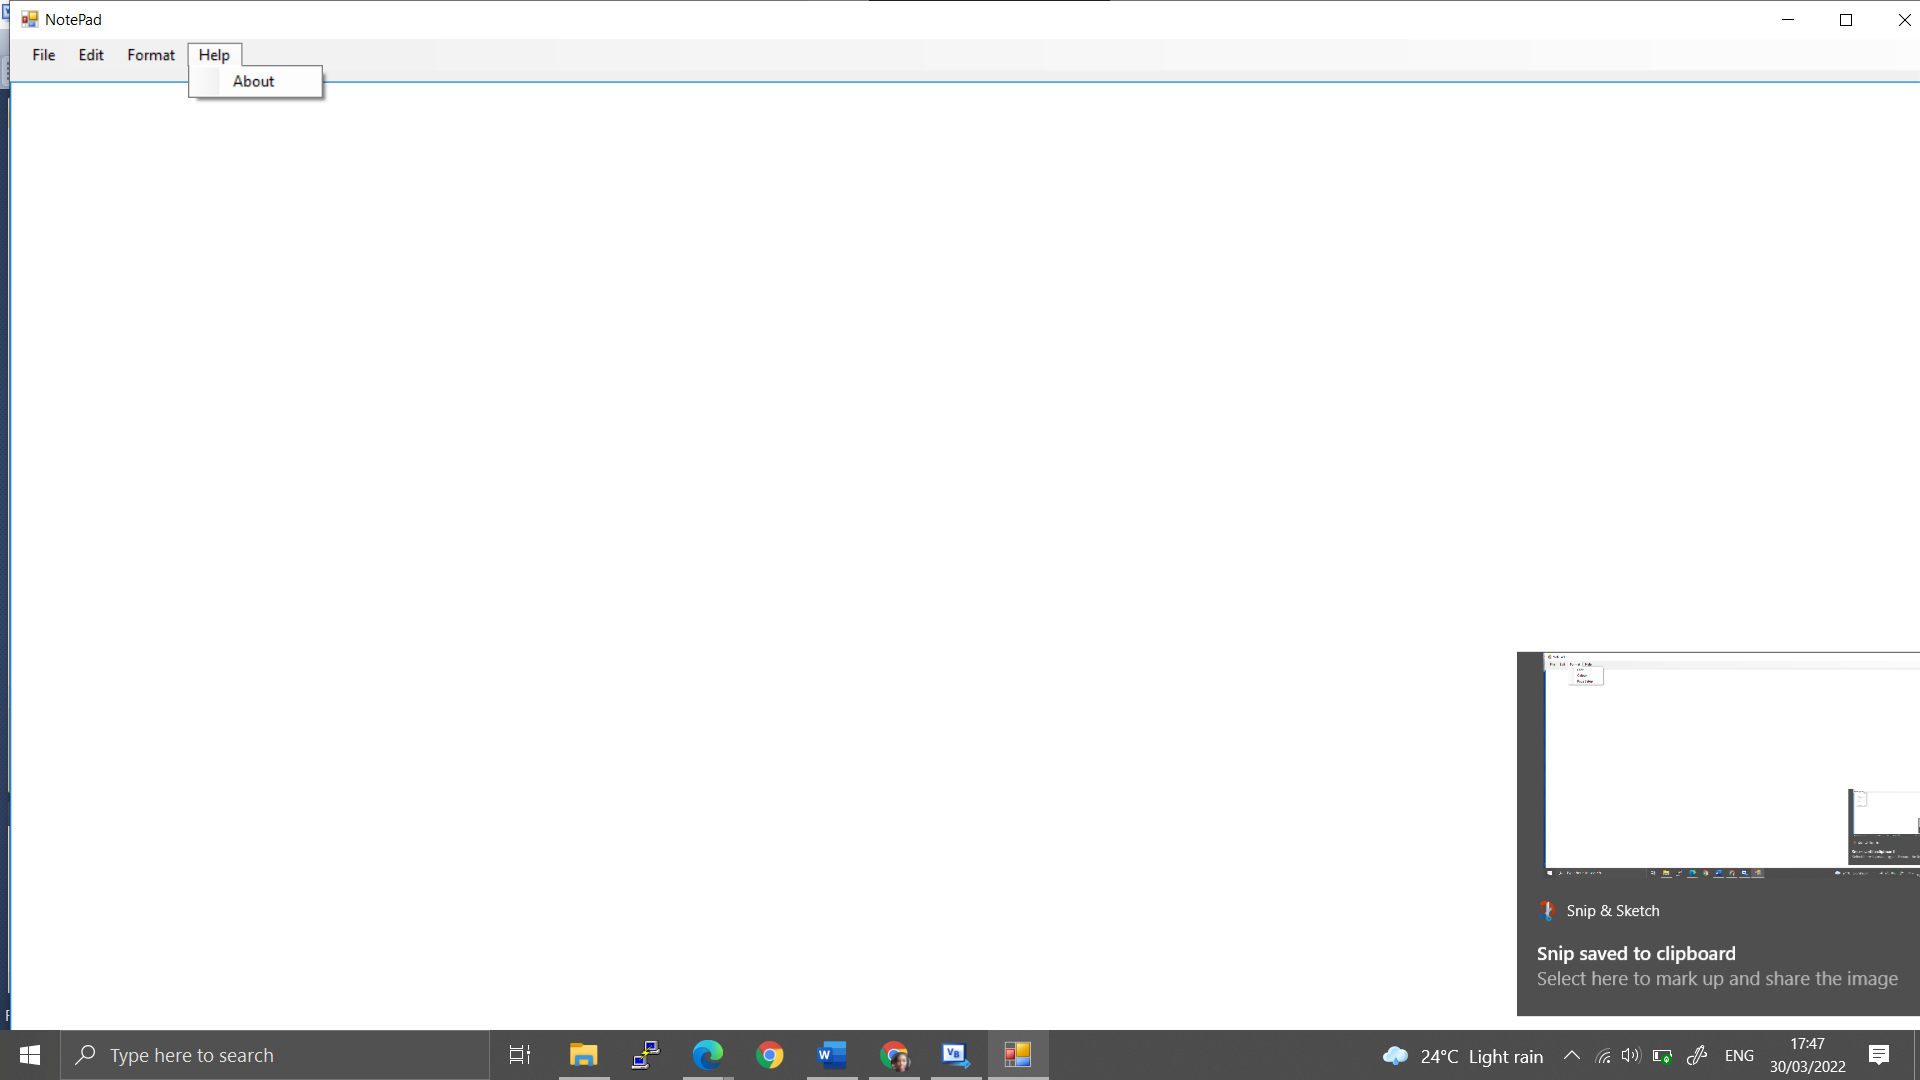 NotePad
File Edit Format Help
About
Snip & Sketch
Snip saved to clipboard
Select here to mark up and share the image
Type here to search
24°C Light rain
ENG
17:47
30/03/2022